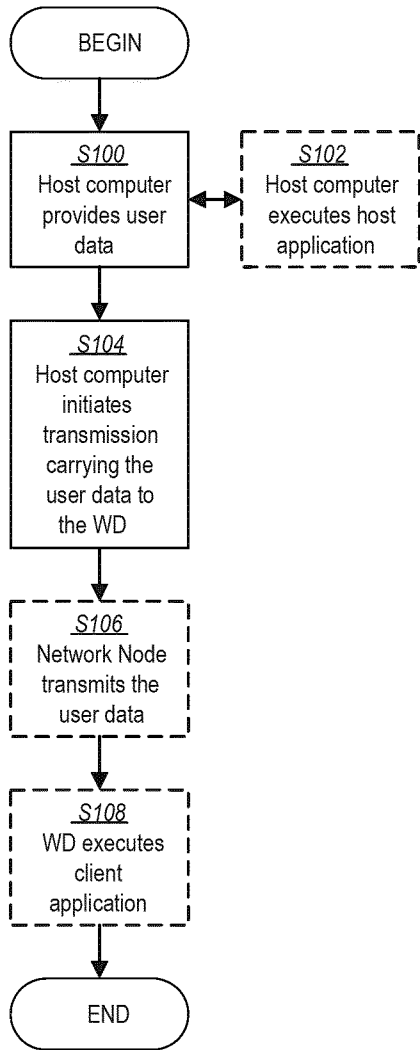 BEGIN
S100
Host computer
provides user
data
S102
Host computer
executes host
application
S104
Host computer
initiates
transmission
carrying the
user data to
the WD
S106
Network Node
transmits the
user data
S108
WD executes
client
application
END